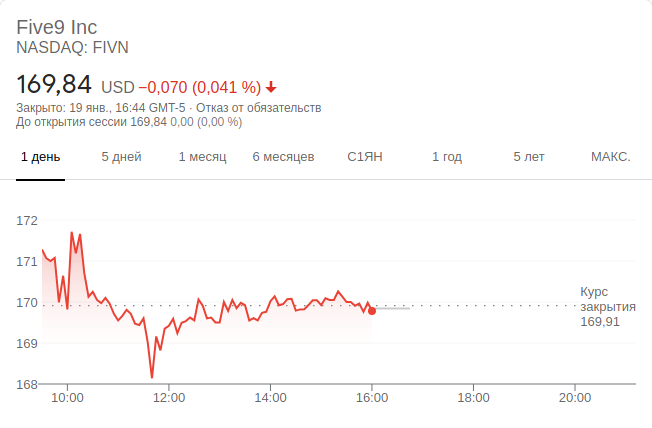 Five9 Inc
NASDAQ: FIVN
169,84 USD −0,070 (0,041 %)
Закрыто: 19 янв., 16:44 GMT-5 · Отказ от обязательств
До открытия сессии 169,84 0,00 (0,00 %)
1 день 5 дней 1 месяц 6 месяцев С1ЯН 1 год 5 лет МАКС.
172
171
170
169
168
Курс
закрытия
169,91
10:00 12:00 14:00 16:00 18:00 20:00